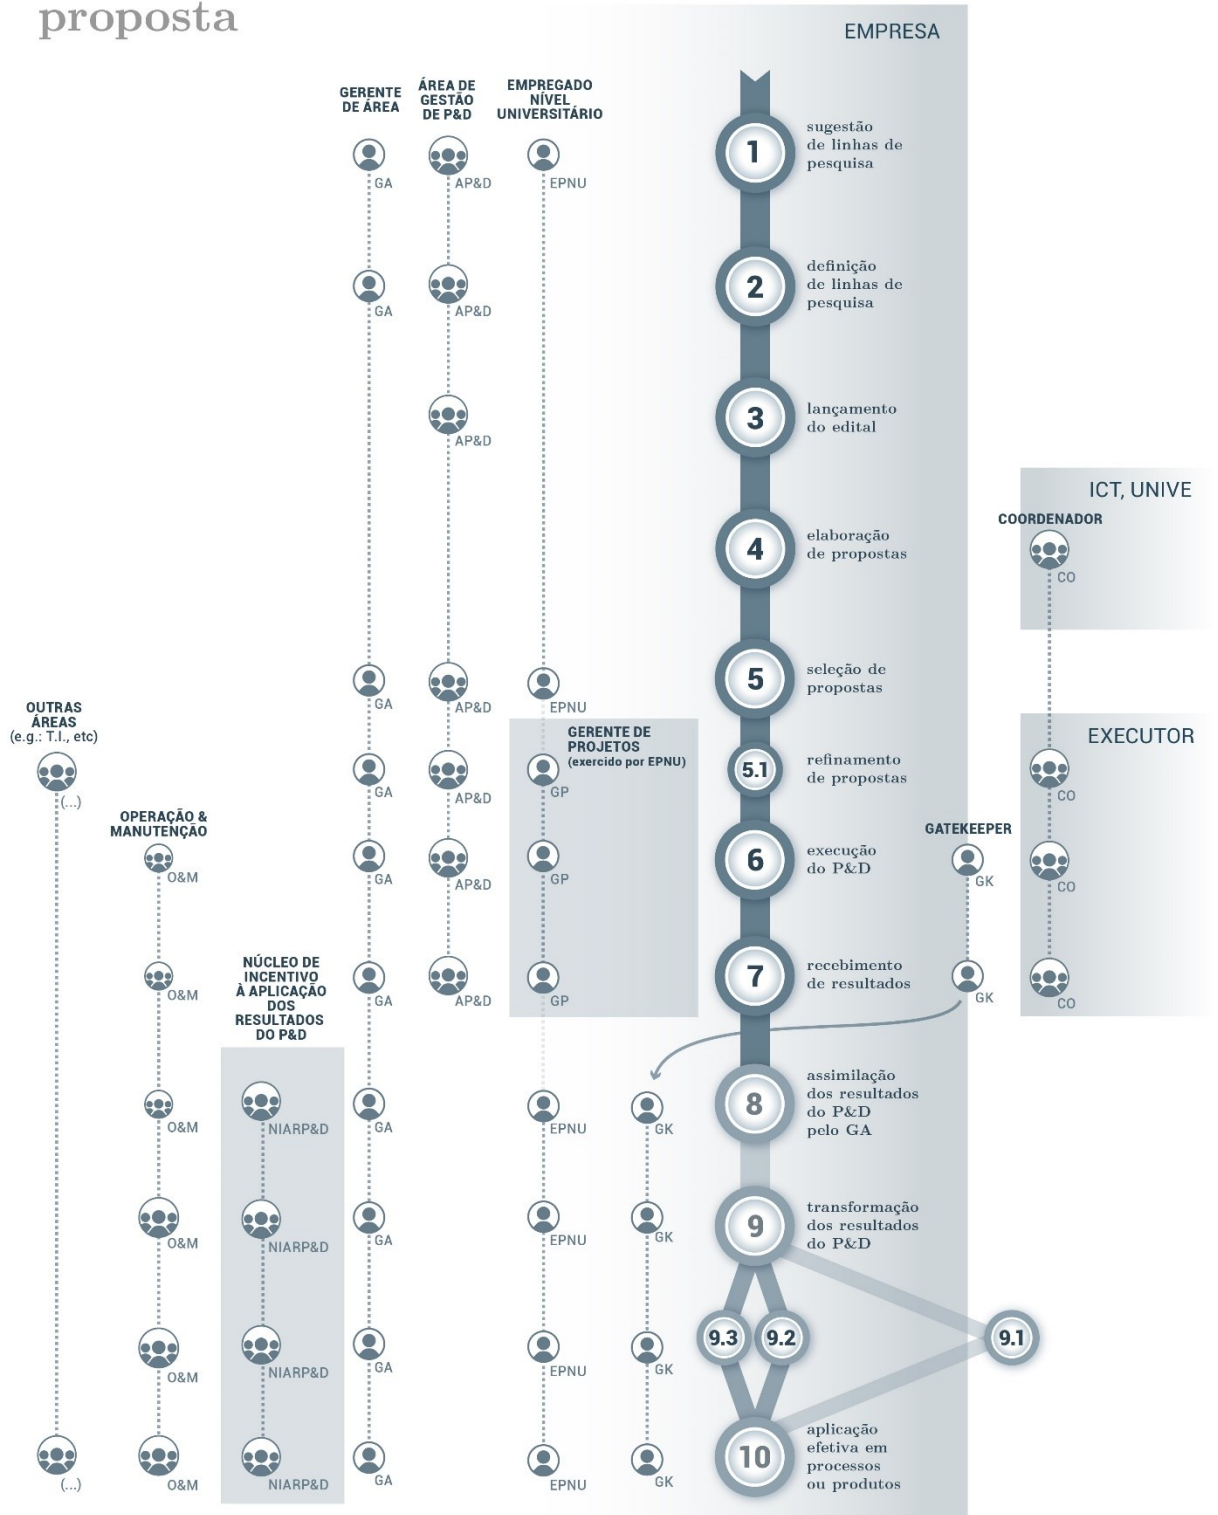 proposta
EMPRESA
GERENTE
DE ÁREA
ÁREA DE
GESTÃO
DE P&D
EMPREGADO
NÍVEL
UNIVERSITÁRIO
GA
AP&D
EPNU
1
sugestão
de linhas de
pesquisa
GA
AP&D
2
definição
de linhas de
pesquisa
AP&D
3
lançamento
do edital
ICT, UNIVE
COORDENADOR
CO
4
elaboração
de propostas
GA
AP&D
EPNU
5
seleção de
propostas
OUTRAS
ÁREAS
(e.g.: T.I., etc)
(...)
GERENTE DE
PROJETOS
(exercido por EPNU)
EXECUTOR
GA
AP&D
GP
5.1
refinamento
de propostas
CO
OPERAÇÃO &
MANUTENÇÃO
O&M
GA
AP&D
GP
6
execução
do P&D
GATEKEEPER
GK
CO
O&M
NÚCLEO DE
INCENTIVO
À APLICAÇÃO
DOS
RESULTADOS
DO P&D
GA
AP&D
GP
7
recebimento
de resultados
GK
CO
O&M
NIARP&D
GA
EPNU
GK
8
assimilação
dos resultados
do P&D
pelo GA
O&M
NIARP&D
GA
EPNU
GK
9
transformação
dos resultados
do P&D
O&M
NIARP&D
GA
EPNU
GK
9.3
9.2
9.1
(...)
O&M
NIARP&D
GA
EPNU
GK
10
aplicação
efetiva em
processos
ou produtos